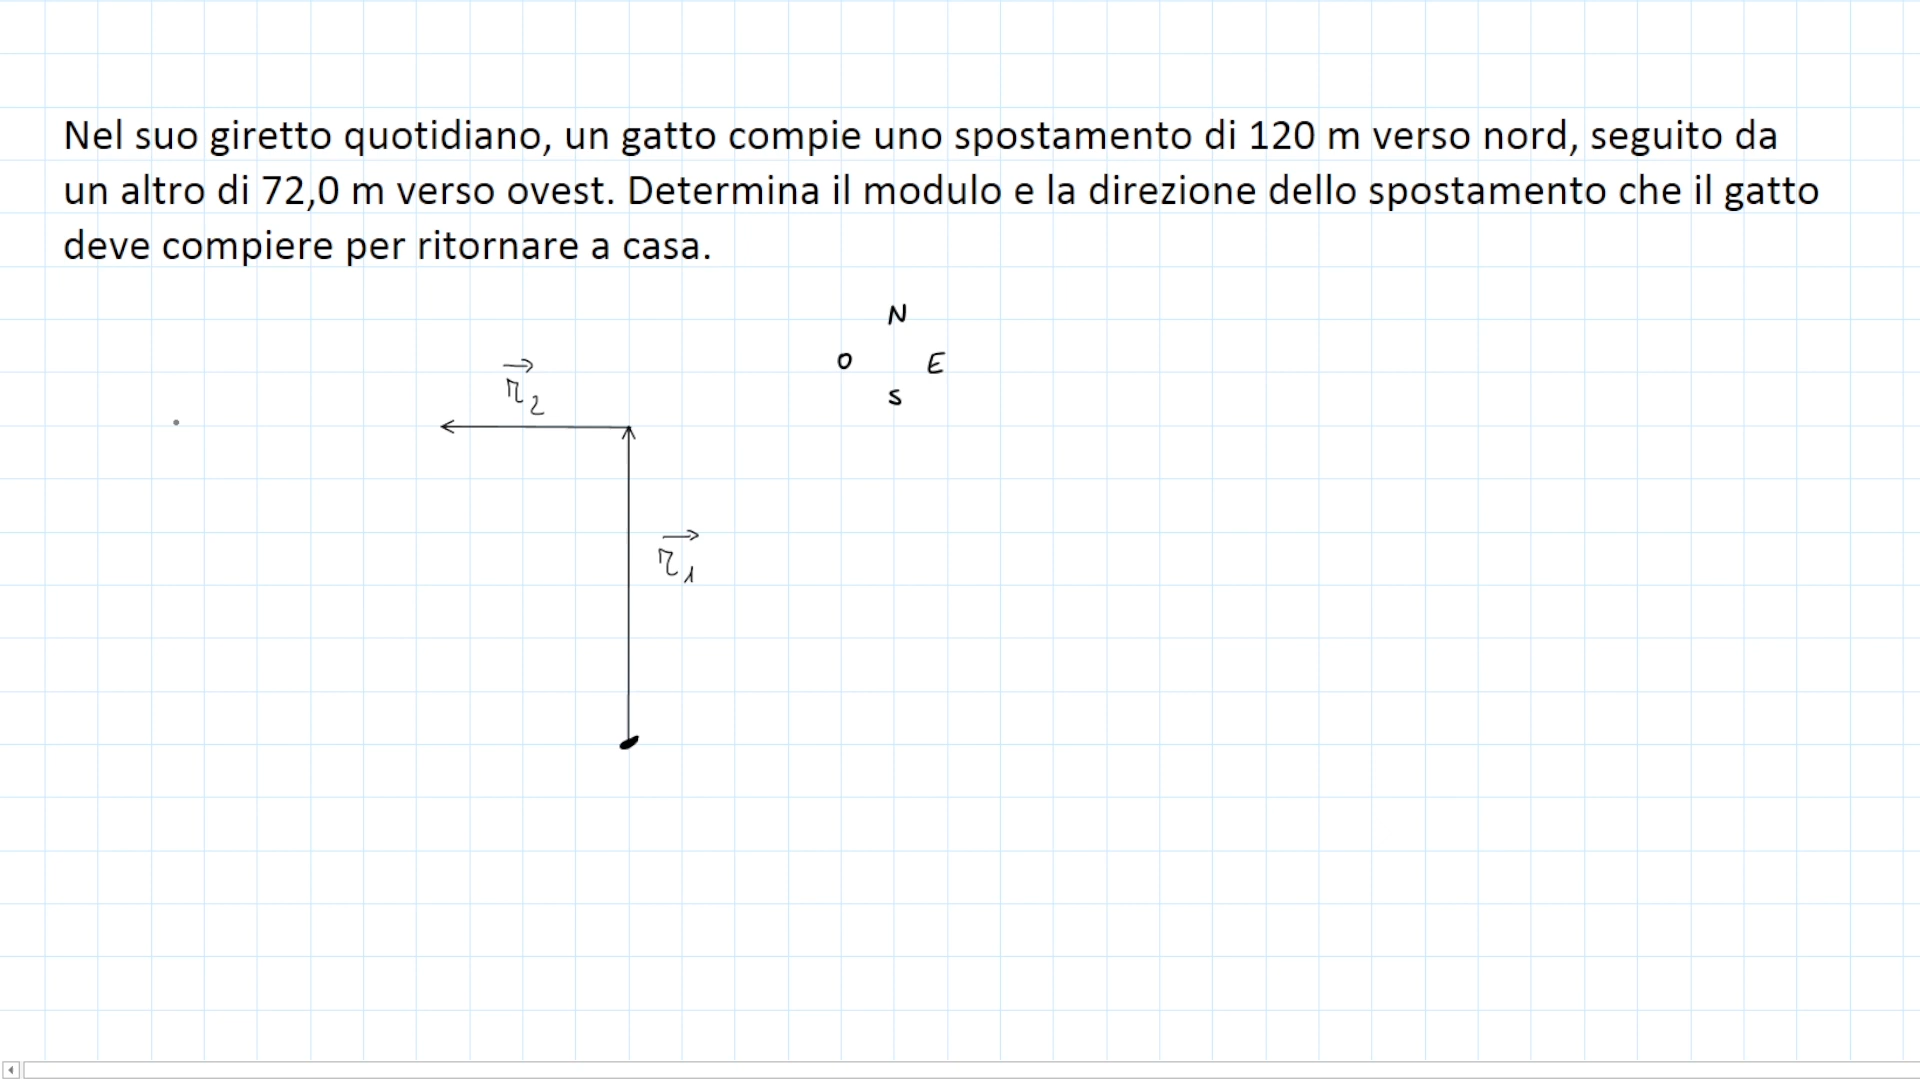 Nel suo giretto quotidiano, un gatto compie uno spostamento di 120 m verso nord, seguito da
un altro di 72,0 m verso ovest. Determina il modulo e la direzione dello spostamento che il gatto
deve compiere per ritornare a casa.
N
O E
S
r⃗₂
r⃗₁